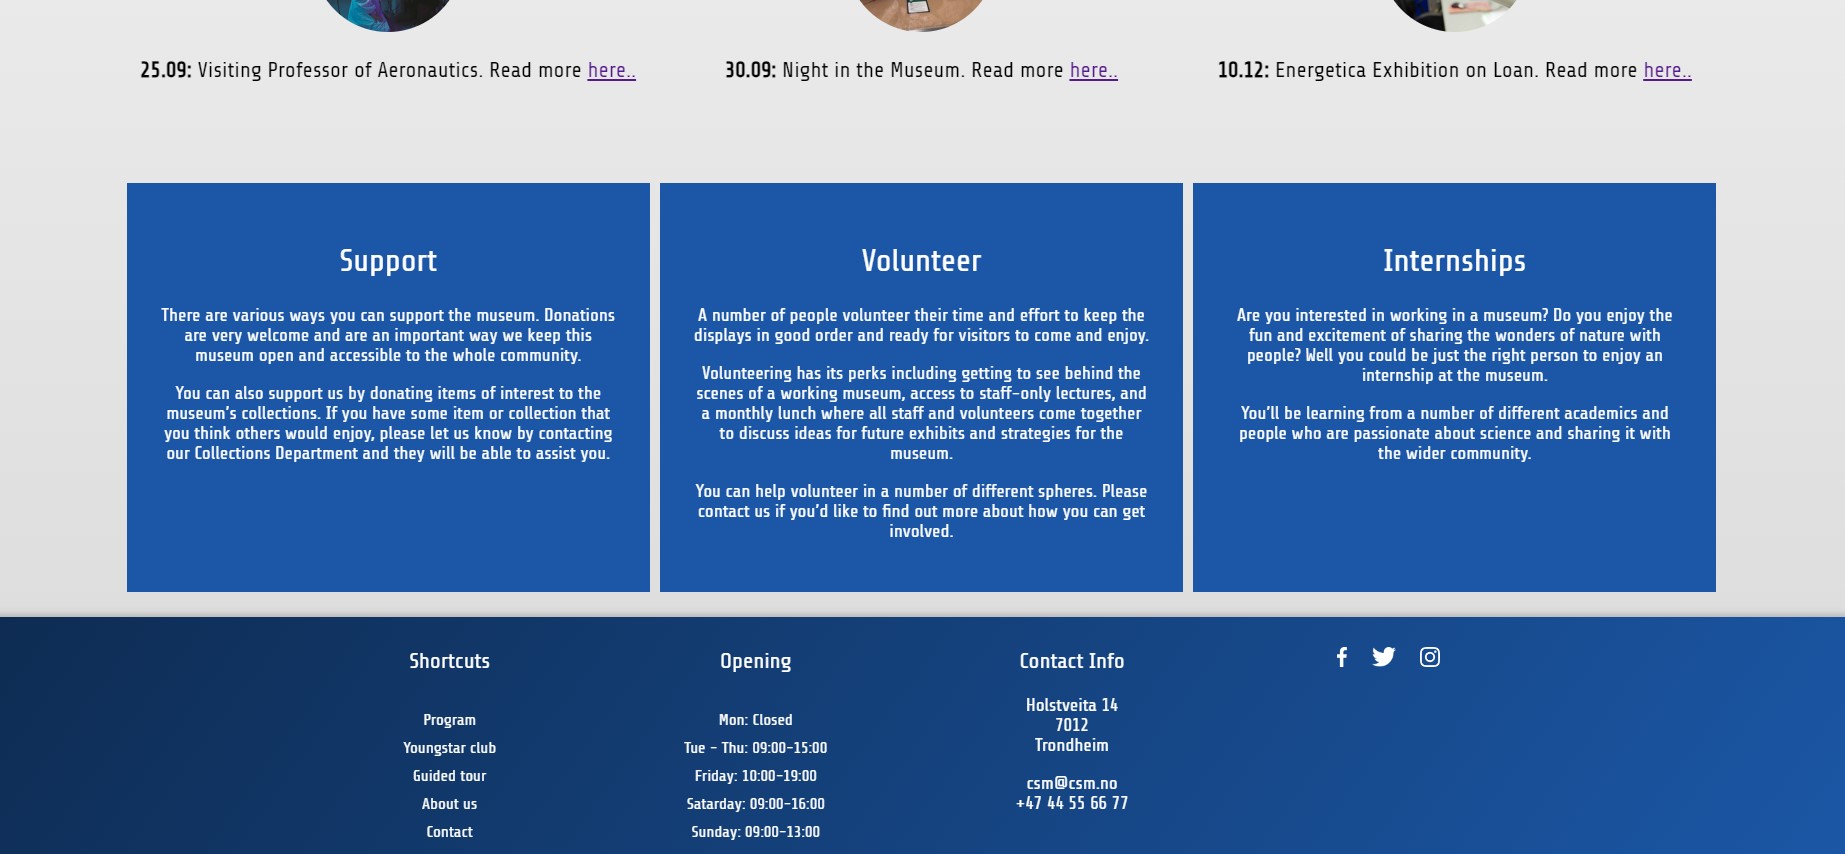 25.09: Visiting Professor of Aeronautics. Read more here..
30.09: Night in the Museum. Read more here..
10.12: Energetica Exhibition on Loan. Read more here..
Support
There are various ways you can support the museum. Donations
are very welcome and are an important way we keep this
museum open and accessible to the whole community.
You can also support us by donating items of interest to the
museum's collections. If you have some item or collection that
you think others would enjoy, please let us know by contacting
our Collections Department and they will be able to assist you.
Volunteer
A number of people volunteer their time and effort to keep the
displays in good order and ready for visitors to come and enjoy.
Volunteering has its perks including getting to see behind the
scenes of a working museum, access to staff-only lectures, and
a monthly lunch where all staff and volunteers come together
to discuss ideas for future exhibits and strategies for the
museum.
You can help volunteer in a number of different spheres. Please
contact us if you'd like to find out more about how you can get
involved.
Internships
Are you interested in working in a museum? Do you enjoy the
fun and excitement of sharing the wonders of nature with
people? Well you could be just the right person to enjoy an
internship at the museum.
You'll be learning from a number of different academics and
people who are passionate about science and sharing it with
the wider community.
Shortcuts
Program
Youngstar club
Guided tour
About us
Contact
Opening
Mon: Closed
Tue - Thu: 09:00-15:00
Friday: 10:00-19:00
Satarday: 09:00-16:00
Sunday: 09:00-13:00
Contact Info
Holstveita 14
7012
Trondheim
csm@csm.no
+47 44 55 66 77